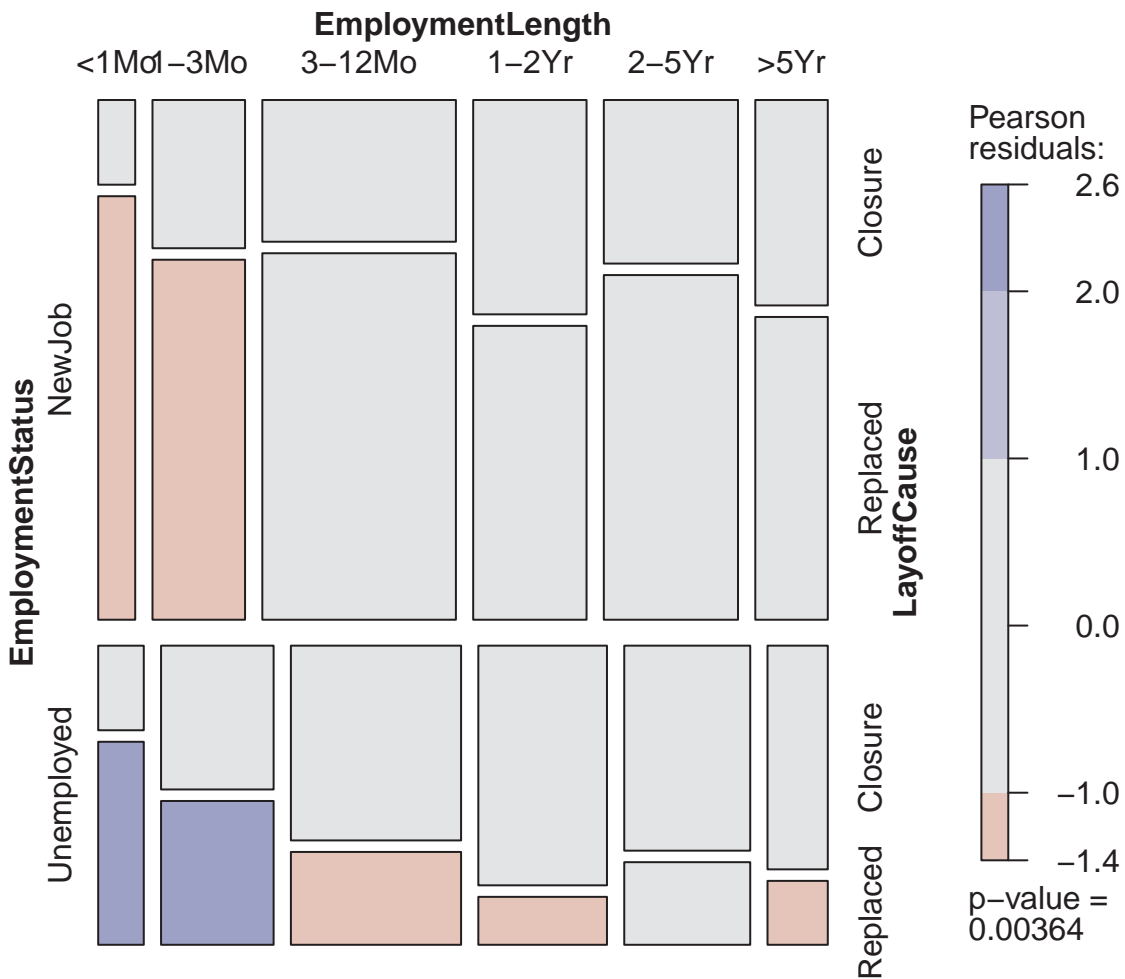 EmploymentLength
<1Mo 1−3Mo 3−12Mo 1−2Yr 2−5Yr >5Yr
EmploymentStatus
NewJob
Unemployed
Closure
Replaced
Closure
Replaced
LayoffCause
Pearson
residuals:
2.6
2.0
1.0
0.0
−1.0
−1.4
p−value =
0.00364